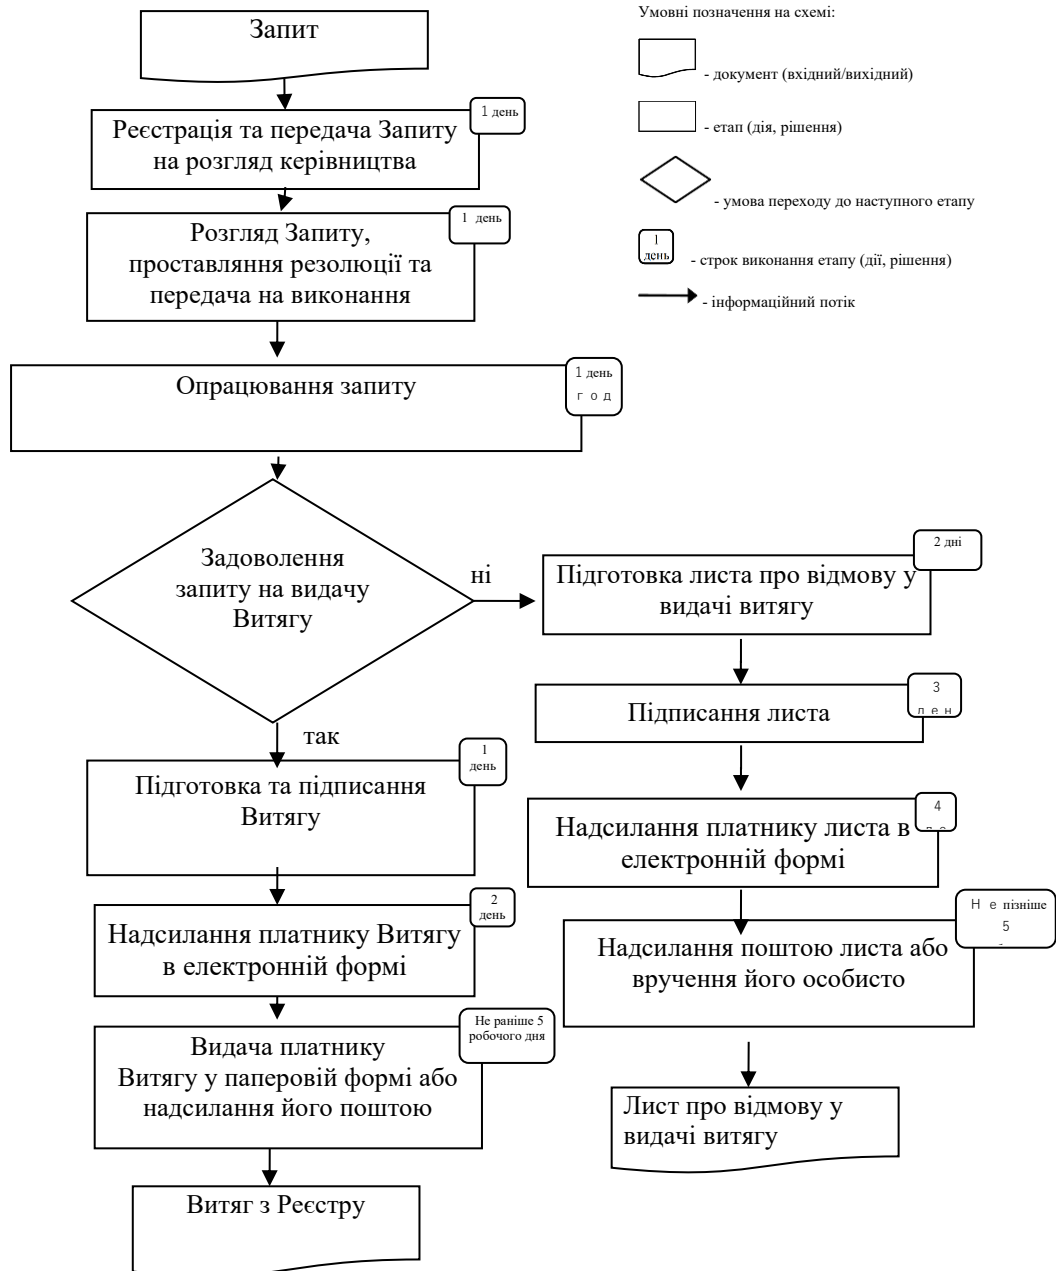 Запит
Умовні позначення на схемі:
- документ (вхідний/вихідний)
- етап (дія, рішення)
- умова переходу до наступного етапу
1
день
- строк виконання етапу (дії, рішення)
- інформаційний потік
1 день
Реєстрація та передача Запиту
на розгляд керівництва
1 день
Розгляд Запиту,
проставляння резолюції та
передача на виконання
1 день
год
Опрацювання запиту
Задоволення
запиту на видачу
Витягу
ні
2 дні
Підготовка листа про відмову у
видачі витягу
3
Підписання листа
4
Надсилання платнику листа в
електронній формі
Не пізніше
5
Надсилання поштою листа або
вручення його особисто
Лист про відмову у
видачі витягу
так
1
день
Підготовка та підписання
Витягу
2
день
Надсилання платнику Витягу
в електронній формі
Не раніше 5
робочого дня
Видача платнику
Витягу у паперовій формі або
надсилання його поштою
Витяг з Реєстру